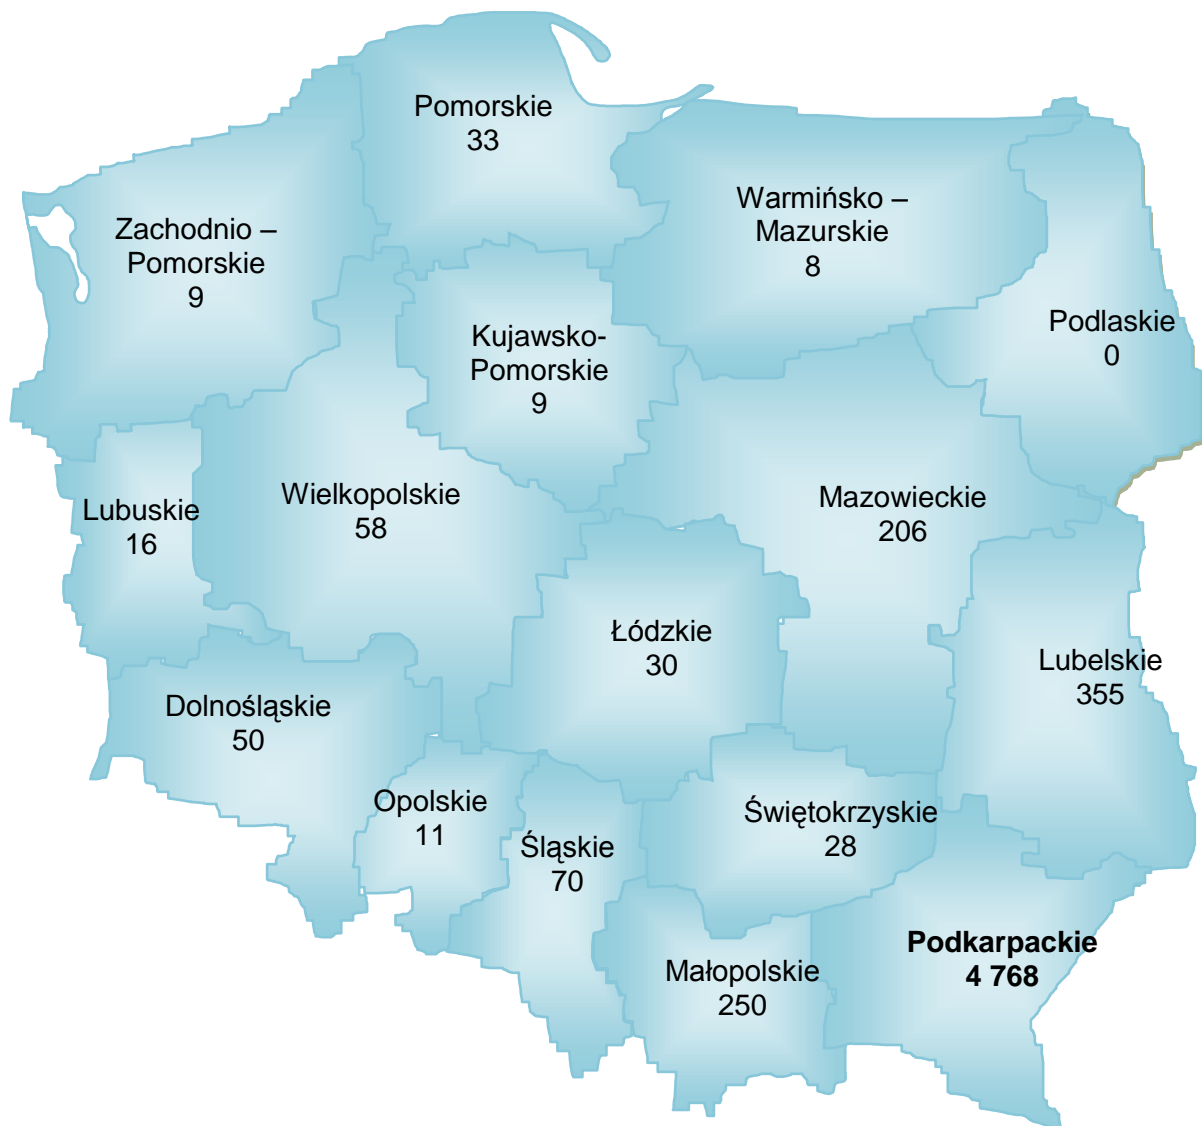 Pomorskie
33
Warmińsko –
Mazurskie
8
Zachodnio –
Pomorskie
9
Podlaskie
0
Kujawsko-
Pomorskie
9
Wielkopolskie
58
Mazowieckie
206
Lubuskie
16
Łódzkie
30
Lubelskie
355
Dolnośląskie
50
Opolskie
11
Świętokrzyskie
28
Śląskie
70
Podkarpackie
4 768
Małopolskie
250